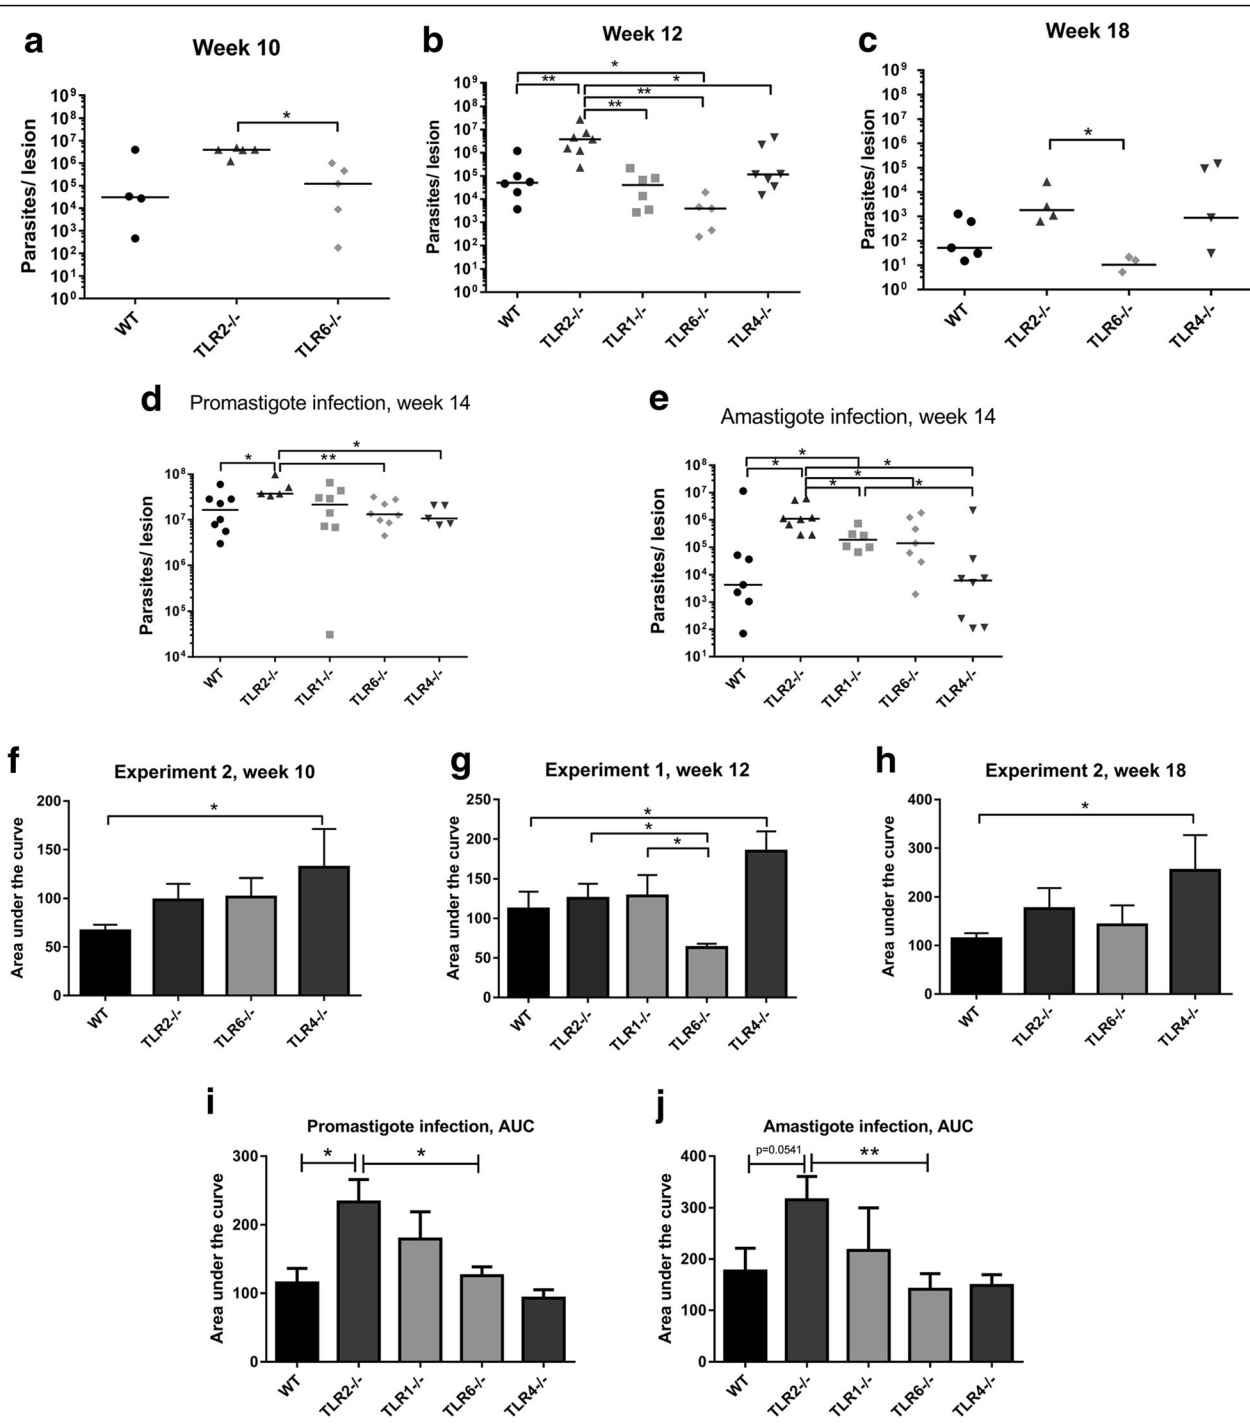 a
Week 10
Parasites/ lesion
10⁹
10⁸
10⁷
10⁶
10⁵
10⁴
10³
10²
10¹
10⁰
*
WT
TLR2-/-
TLR6-/-
b
Week 12
Parasites/ lesion
10⁹
10⁸
10⁷
10⁶
10⁵
10⁴
10³
10²
10¹
10⁰
*
** *
**
**
WT
TLR2-/-
TLR1-/-
TLR6-/-
TLR4-/-
c
Week 18
Parasites/ lesion
10⁹
10⁸
10⁷
10⁶
10⁵
10⁴
10³
10²
10¹
10⁰
*
WT
TLR2-/-
TLR6-/-
TLR4-/-
d
Promastigote infection, week 14
Parasites/ lesion
10⁸
10⁷
10⁶
10⁵
10⁴
*
* **
WT
TLR2-/-
TLR1-/-
TLR6-/-
TLR4-/-
e
Amastigote infection, week 14
Parasites/ lesion
10⁸
10⁷
10⁶
10⁵
10⁴
10³
10²
10¹
*
* *
*
* *
WT
TLR2-/-
TLR1-/-
TLR6-/-
TLR4-/-
f
Experiment 2, week 10
Area under the curve
200
150
100
50
0
*
WT
TLR2-/-
TLR6-/-
TLR4-/-
g
Experiment 1, week 12
Area under the curve
250
200
150
100
50
0
*
*
*
WT
TLR2-/-
TLR1-/-
TLR6-/-
TLR4-/-
h
Experiment 2, week 18
Area under the curve
400
300
200
100
0
*
WT
TLR2-/-
TLR6-/-
TLR4-/-
i
Promastigote infection, AUC
Area under the curve
300
200
100
0
* *
WT
TLR2-/-
TLR1-/-
TLR6-/-
TLR4-/-
j
Amastigote infection, AUC
Area under the curve
400
300
200
100
0
p=0.0541 **
WT
TLR2-/-
TLR1-/-
TLR6-/-
TLR4-/-